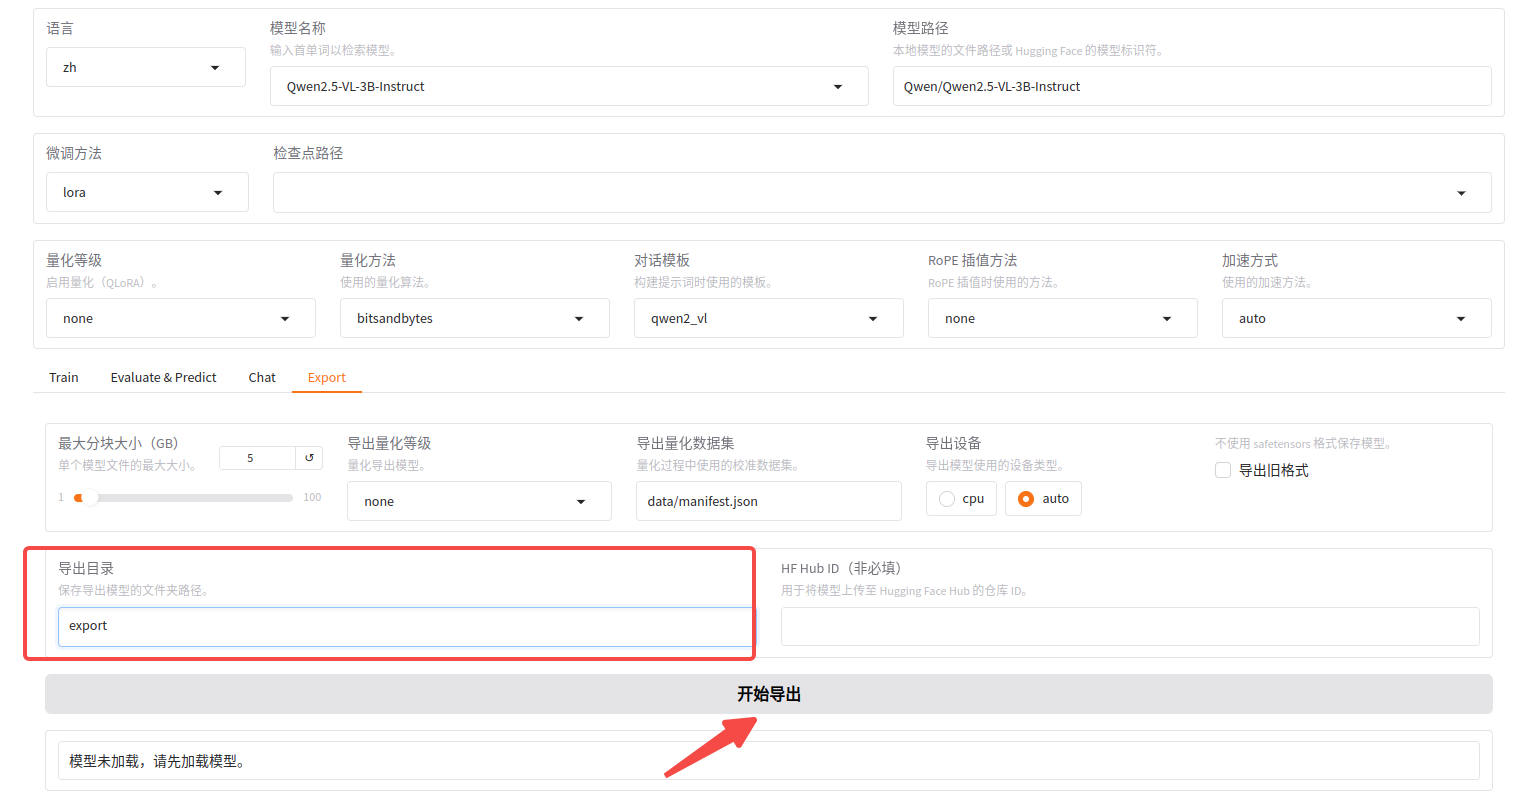 语言
zh
模型名称
输入首单词以检索模型。
Qwen2.5-VL-3B-Instruct
模型路径
本地模型的文件路径或 Hugging Face 的模型标识符。
Qwen/Qwen2.5-VL-3B-Instruct
微调方法
lora
检查点路径
量化等级
启用量化（QLoRA）。
none
量化方法
使用的量化算法。
bitsandbytes
对话模板
构建提示词时使用的模板。
qwen2_vl
RoPE 插值方法
RoPE 插值时使用的方法。
none
加速方式
使用的加速方法。
auto
Train Evaluate & Predict Chat Export
最大分块大小（GB）
单个模型文件的最大大小。
5 ↺
1 100
导出量化等级
量化导出模型。
none
导出量化数据集
量化过程中使用的校准数据集。
data/manifest.json
导出设备
导出模型使用的设备类型。
cpu auto
不使用 safetensors 格式保存模型。
导出旧格式
导出目录
保存导出模型的文件夹路径。
export
HF Hub ID（非必填）
用于将模型上传至 Hugging Face Hub 的仓库 ID。
开始导出
模型未加载，请先加载模型。